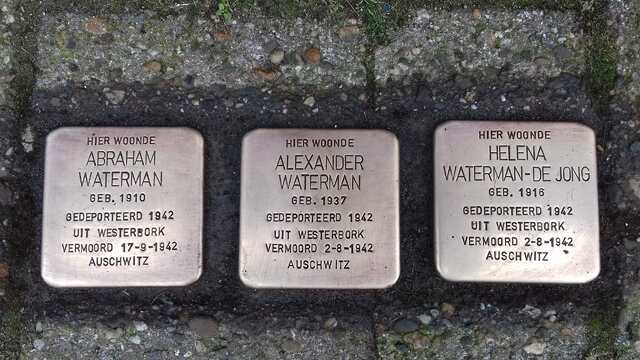 HIER WOONDE
ABRAHAM
WATERMAN
GEB. 1910
GEDEPORTEERD 1942
UIT WESTERBORK
VERMOORD 17-9-1942
AUSCHWITZ
HIER WOONDE
ALEXANDER
WATERMAN
GEB. 1937
GEDEPORTEERD 1942
UIT WESTERBORK
VERMOORD 2-8-1942
AUSCHWITZ
HIER WOONDE
HELENA
WATERMAN-DE JONG
GEB. 1916
GEDEPORTEERD 1942
UIT WESTERBORK
VERMOORD 2-8-1942
AUSCHWITZ